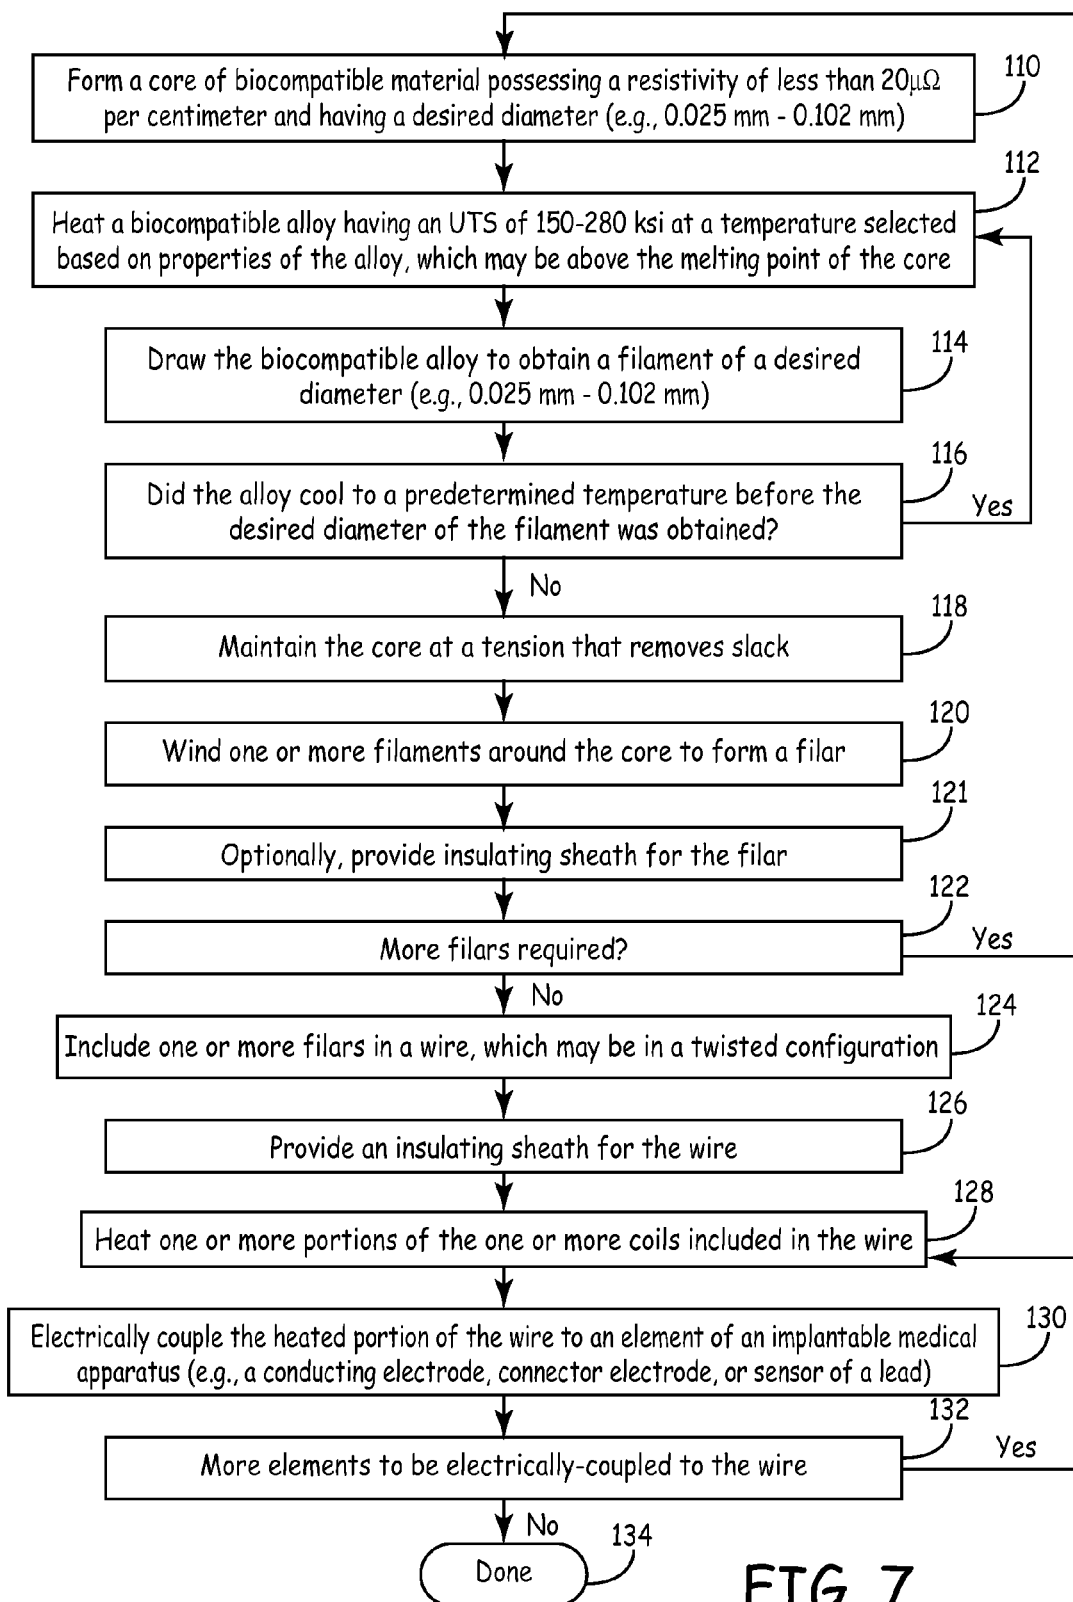 Form a core of biocompatible material possessing a resistivity of less than 20μΩ
per centimeter and having a desired diameter (e.g., 0.025 mm - 0.102 mm)
110
112
Heat a biocompatible alloy having an UTS of 150-280 ksi at a temperature selected
based on properties of the alloy, which may be above the melting point of the core
114
Draw the biocompatible alloy to obtain a filament of a desired
diameter (e.g., 0.025 mm - 0.102 mm)
116
Did the alloy cool to a predetermined temperature before the
desired diameter of the filament was obtained?
Yes
No
118
Maintain the core at a tension that removes slack
120
Wind one or more filaments around the core to form a filar
121
Optionally, provide insulating sheath for the filar
122
More filars required?
Yes
No
124
Include one or more filars in a wire, which may be in a twisted configuration
126
Provide an insulating sheath for the wire
128
Heat one or more portions of the one or more coils included in the wire
130
Electrically couple the heated portion of the wire to an element of an implantable medical
apparatus (e.g., a conducting electrode, connector electrode, or sensor of a lead)
132
More elements to be electrically-coupled to the wire
Yes
No
134
Done
FIG. 7